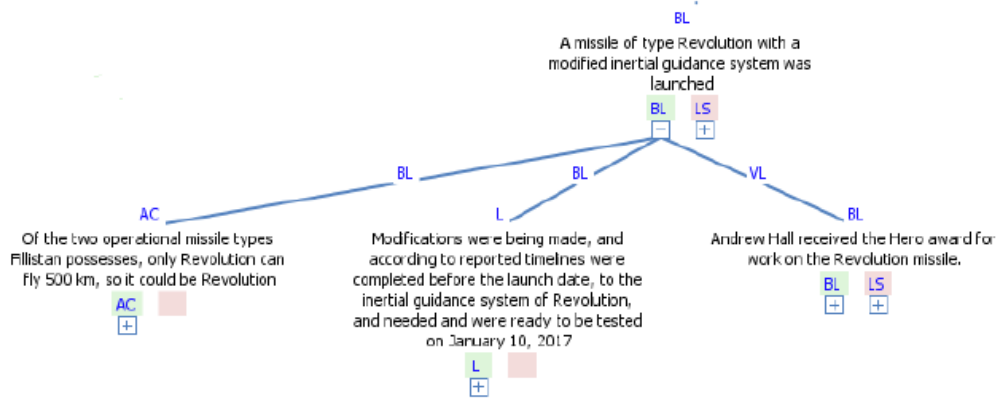 BL
A missile of type Revolution with a
modified inertial guidance system was
launched
BL LS
BL BL VL
AC
Of the two operational missile types
Fillistan possesses, only Revolution can
fly 500 km, so it could be Revolution
AC
L
Modifications were being made, and
according to reported timelines were
completed before the launch date, to the
inertial guidance system of Revolution,
and needed and were ready to be tested
on January 10, 2017
L
BL
Andrew Hall received the Hero award for
work on the Revolution missile.
BL LS